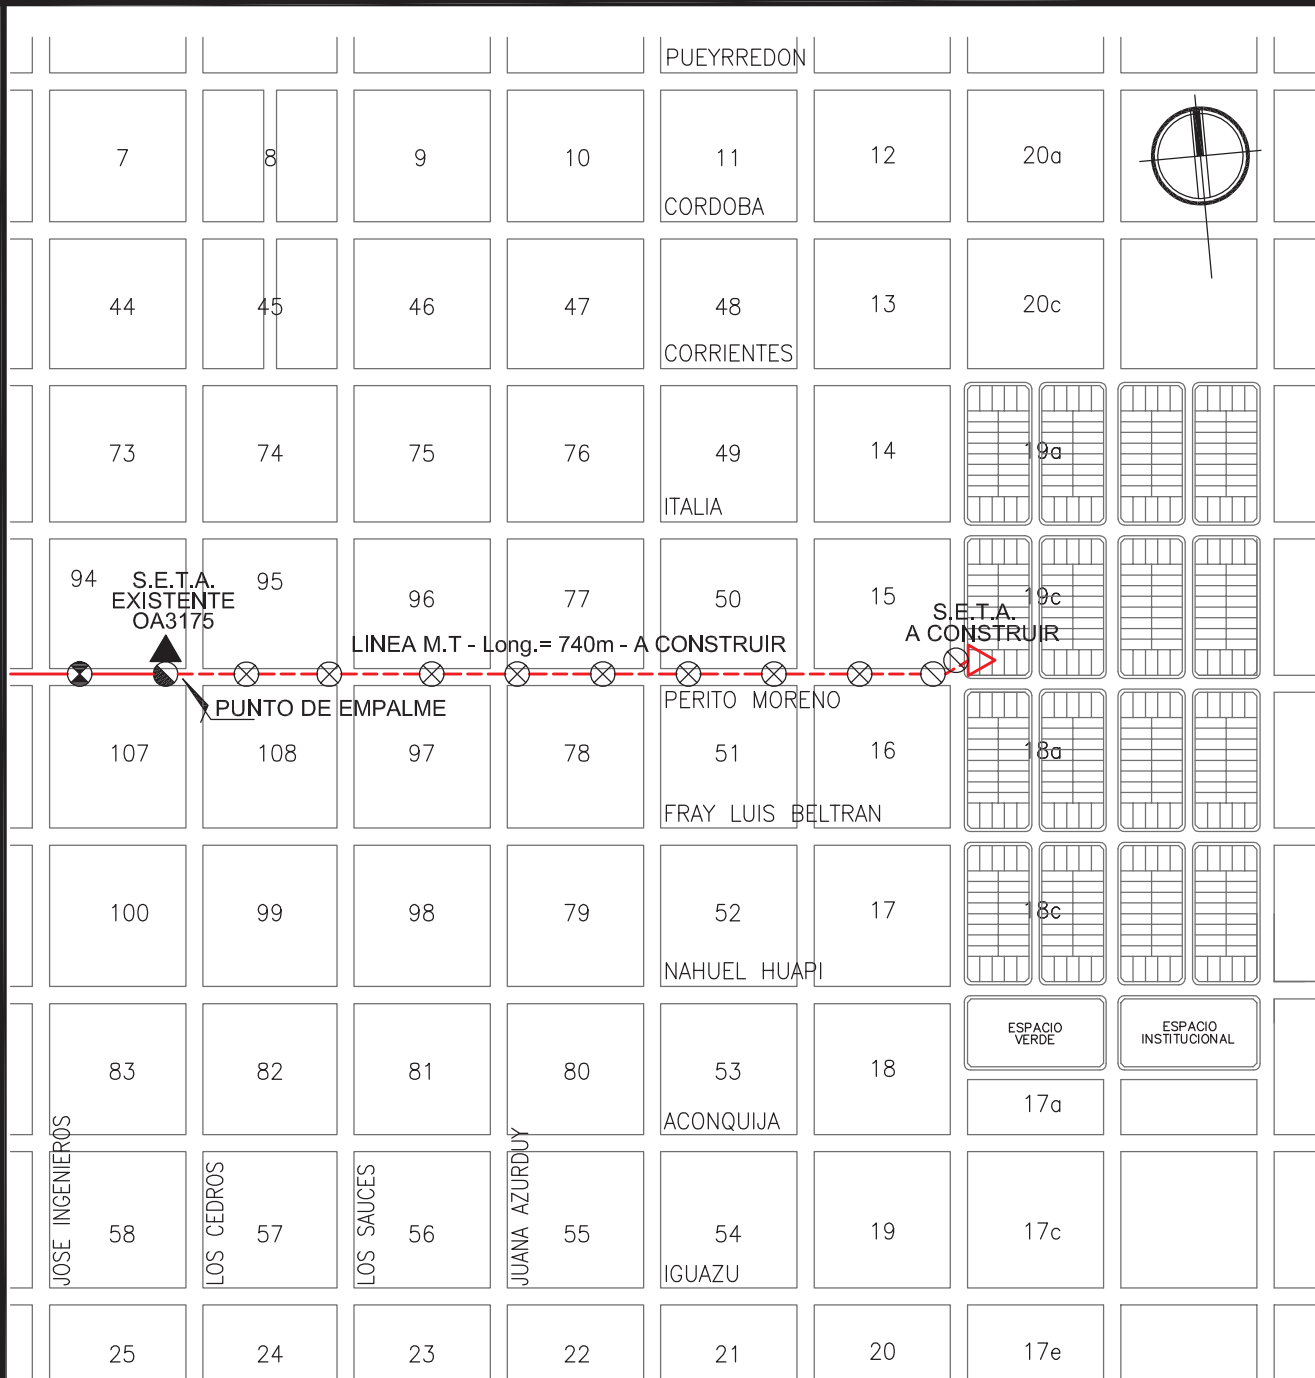 PUEYRREDON
7
8
9
10
11
12
20a
CORDOBA
44
45
46
47
48
13
20c
CORRIENTES
73
74
75
76
49
14
19a
ITALIA
94
S.E.T.A.
EXISTENTE
OA3175
95
96
77
50
15
19c
S.E.T.A.
A CONSTRUIR
LINEA M.T - Long.= 740m - A CONSTRUIR
PERITO MORENO
PUNTO DE EMPALME
107
108
97
78
51
16
18a
FRAY LUIS BELTRAN
100
99
98
79
52
17
18c
NAHUEL HUAPI
ESPACIO
VERDE
ESPACIO
INSTITUCIONAL
83
82
81
80
53
18
17a
ACONQUIJA
JOSE INGENIEROS
LOS CEDROS
LOS SAUCES
JUANA AZURDUY
58
57
56
55
54
19
17c
IGUAZU
25
24
23
22
21
20
17e